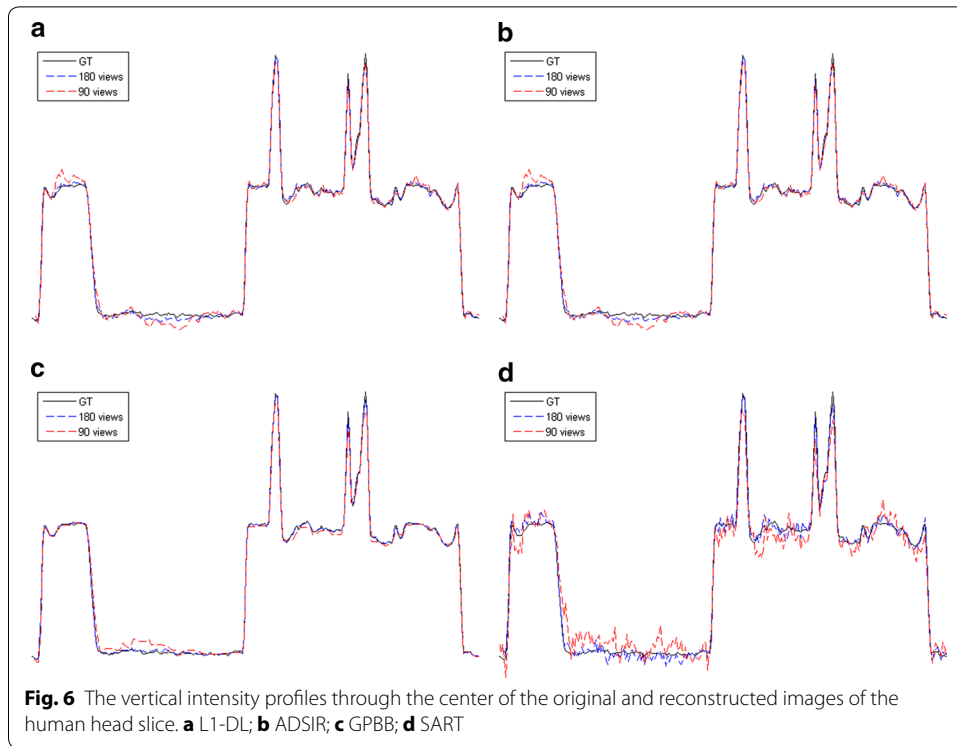 a
GT
180 views
90 views
b
GT
180 views
90 views
c
GT
180 views
90 views
d
GT
180 views
90 views
Fig. 6 The vertical intensity profiles through the center of the original and reconstructed images of the
human head slice. a L1-DL; b ADSIR; c GPBB; d SART